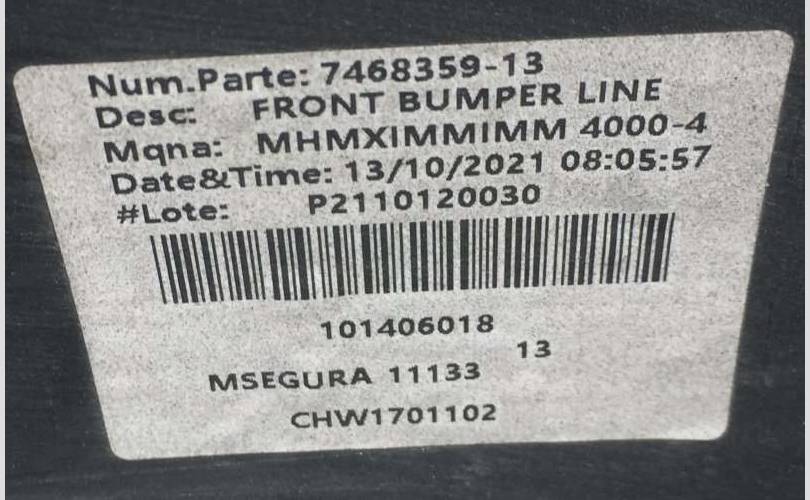 Num.Parte: 7468359-13
Desc: FRONT BUMPER LINE
Mqna: MHMXIMMIMM 4000-4
Date&Time: 13/10/2021 08:05:57
#Lote: P2110120030
101406018
13
MSEGURA 11133
CHW1701102